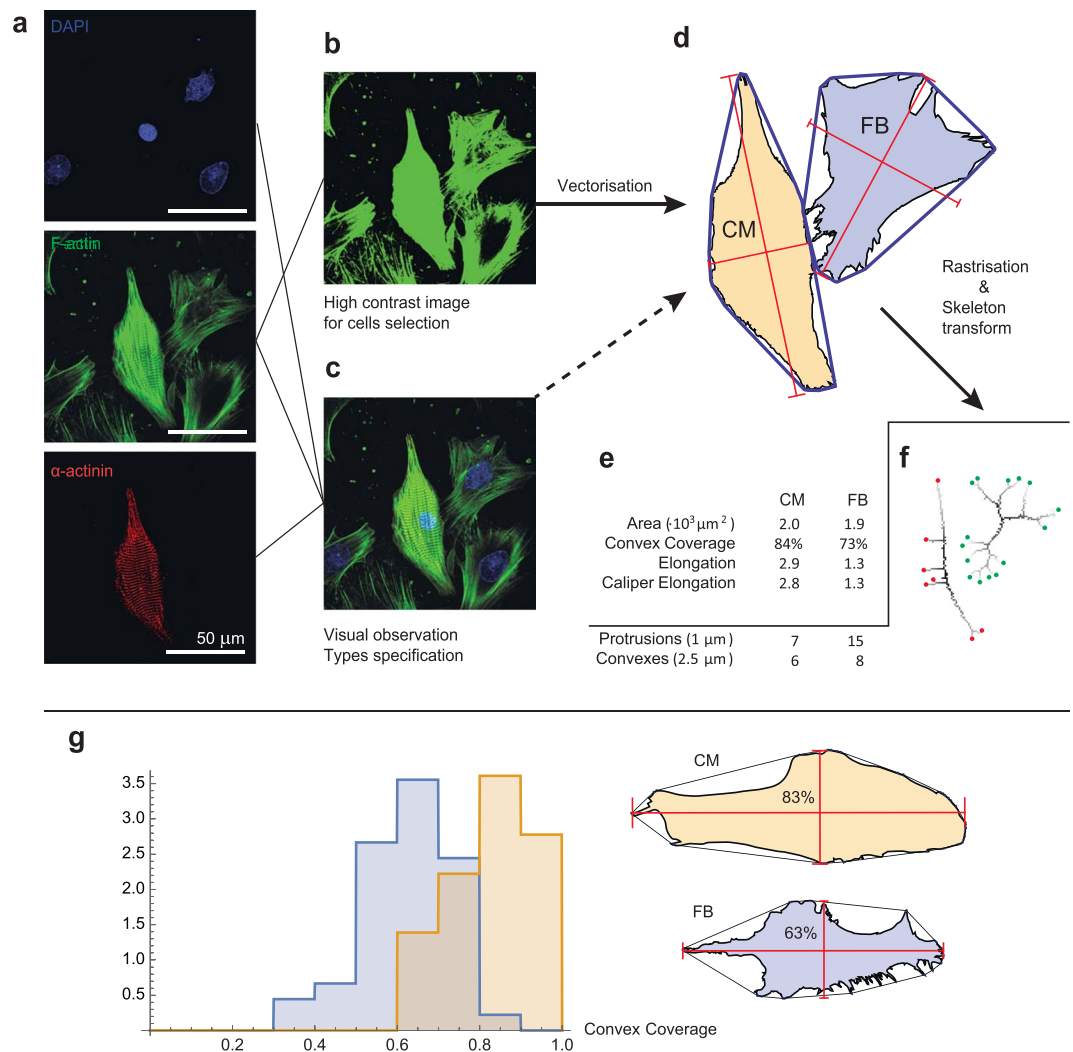 a
DAPI
F-actin
α-actinin
50 µm
b
High contrast image
for cells selection
c
Visual observation
Types specification
Vectorisation
d
CM
FB
Rastrisation
&
Skeleton
transform
e
CM FB
Area (·10³µm²) 2.0 1.9
Convex Coverage 84% 73%
Elongation 2.9 1.3
Caliper Elongation 2.8 1.3
Protrusions (1 µm) 7 15
Convexes (2.5 µm) 6 8
f
g
3.5
3.0
2.5
2.0
1.5
1.0
0.5
0.2 0.4 0.6 0.8 1.0
Convex Coverage
CM
83%
FB
63%